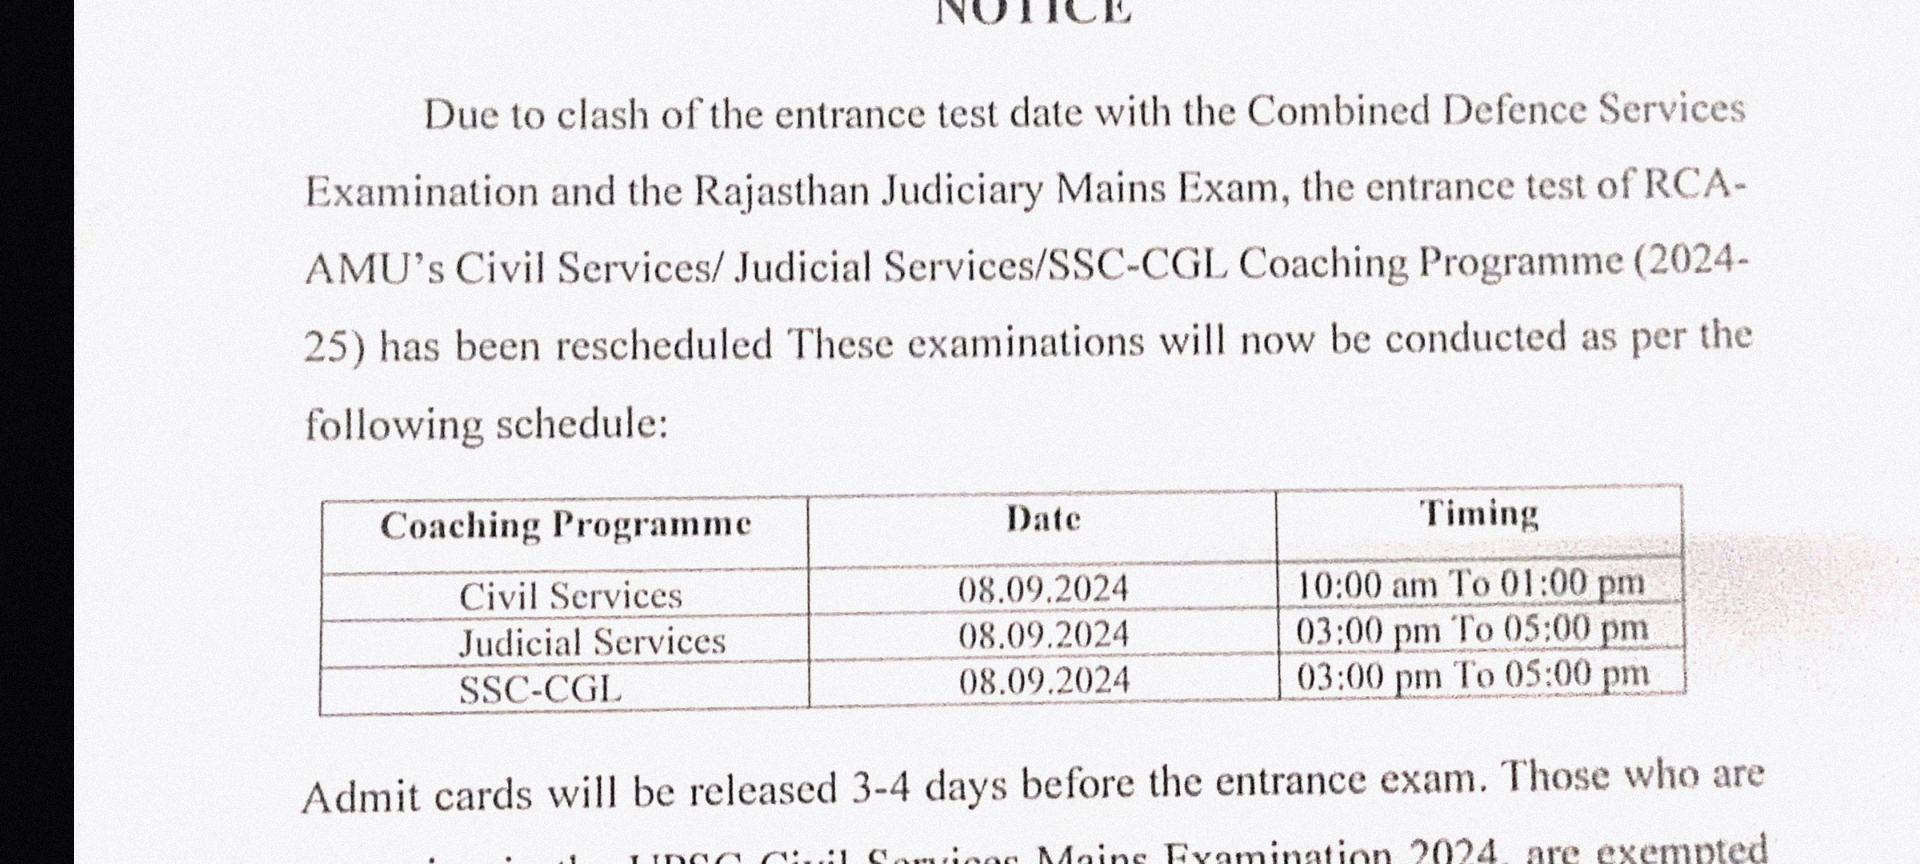 NOTICE
Due to clash of the entrance test date with the Combined Defence Services
Examination and the Rajasthan Judiciary Mains Exam, the entrance test of RCA-
AMU's Civil Services/ Judicial Services/SSC-CGL Coaching Programme (2024-
25) has been rescheduled These examinations will now be conducted as per the
following schedule:
Coaching Programme Date Timing
Civil Services 08.09.2024 10:00 am To 01:00 pm
Judicial Services 08.09.2024 03:00 pm To 05:00 pm
SSC-CGL 08.09.2024 03:00 pm To 05:00 pm
Admit cards will be released 3-4 days before the entrance exam. Those who are
in the UPSC Civil Services Mains Examination 2024, are exempted